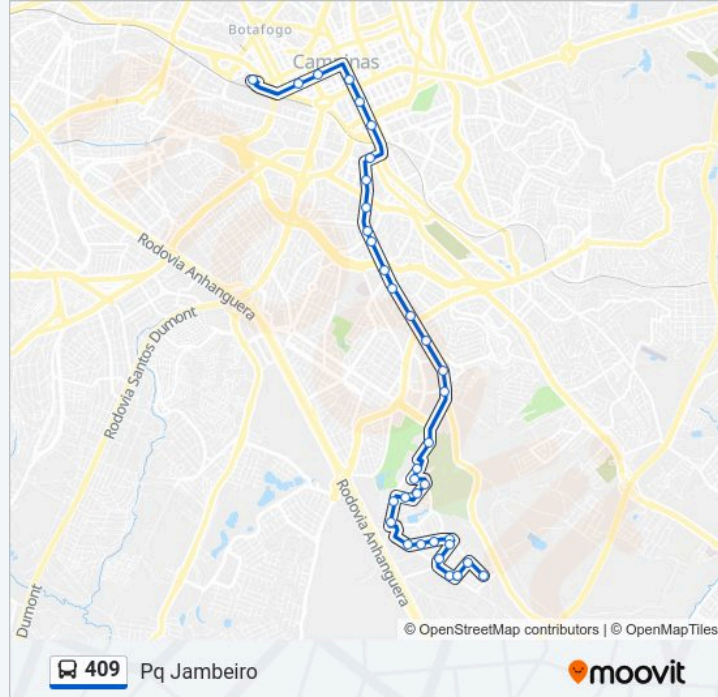 Botafogo
Campinas
Rodovia Anhanguera
Rodovia Santos Dumont
Rodovia Anhanguera
Dumont
© OpenStreetMap contributors | © OpenMapTiles
409 Pq Jambeiro
moovit